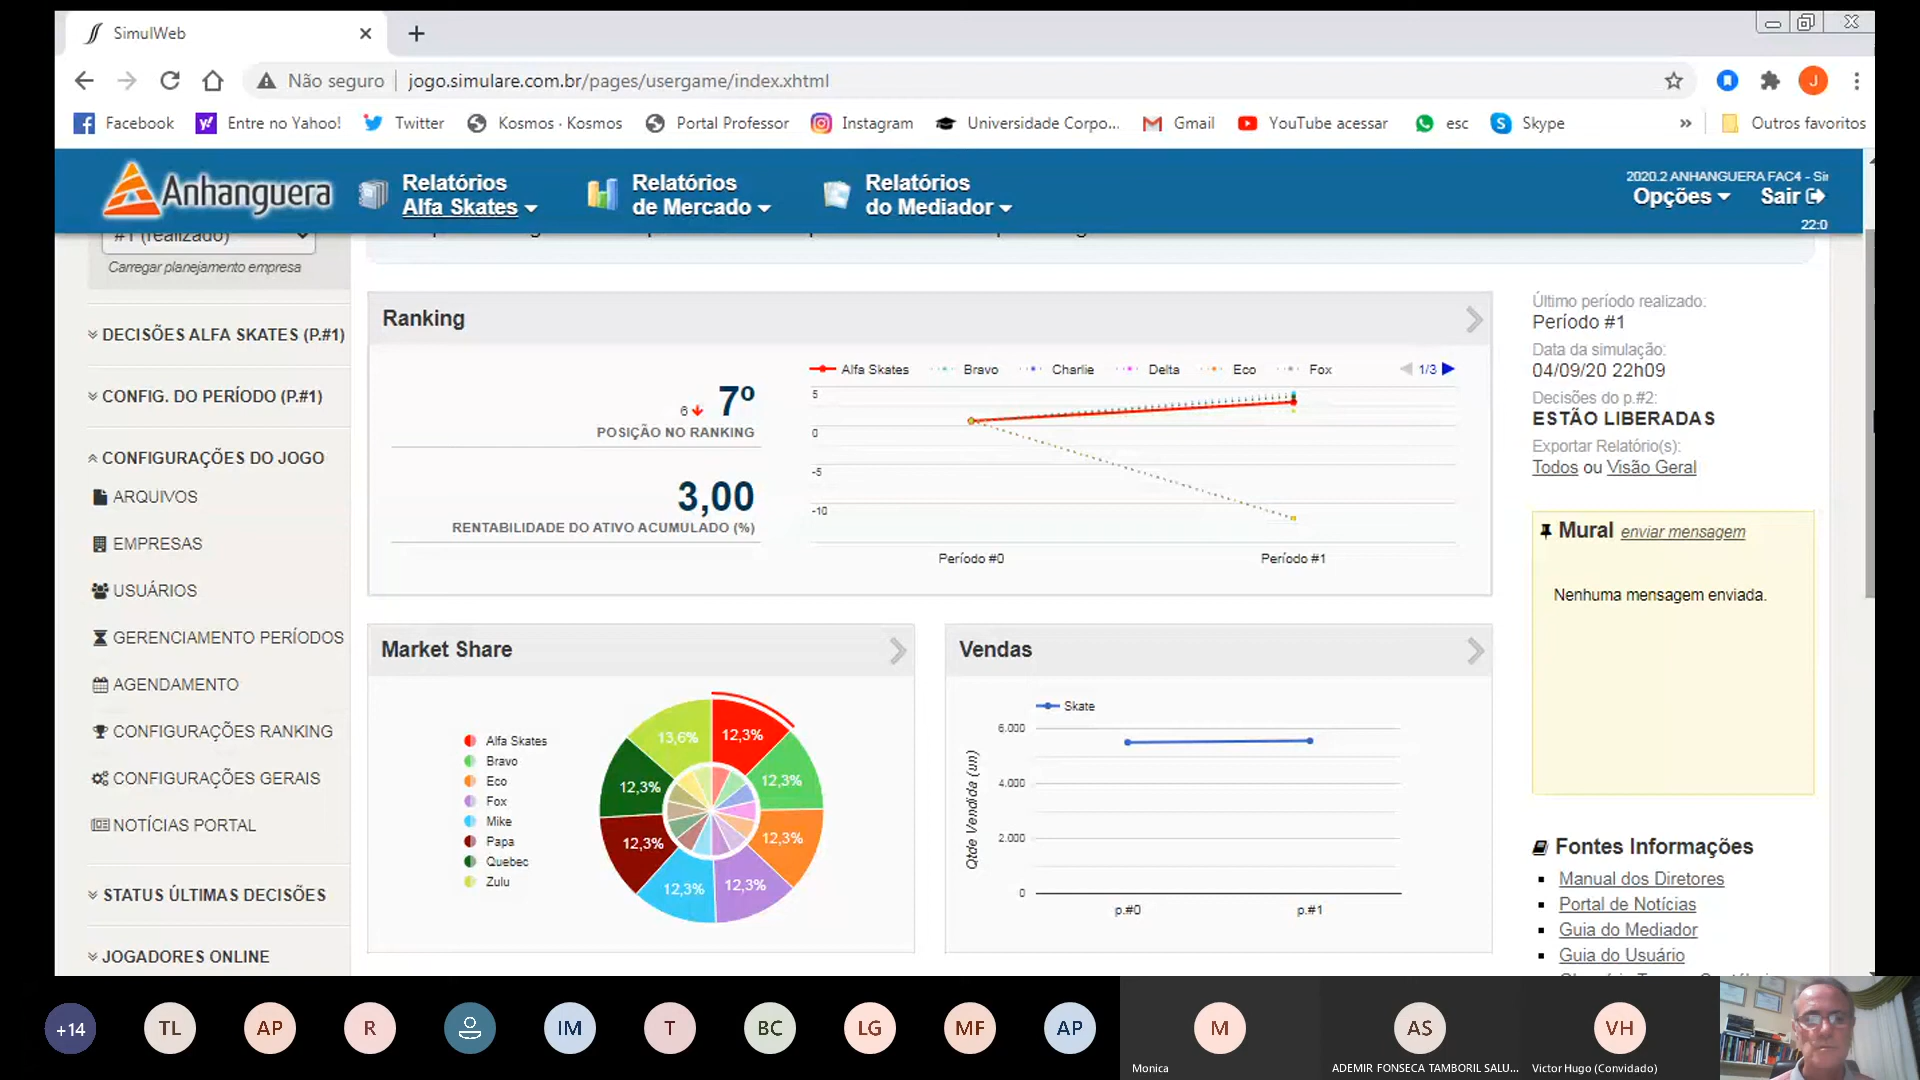 SimulWeb
Não seguro
jogo.simulare.com.br/pages/usergame/index.xhtml
Facebook
Entre no Yahoo!
Twitter
Kosmos · Kosmos
Portal Professor
Instagram
Universidade Corpo...
Gmail
YouTube acessar
esc
Skype
»
Outros favoritos
Anhanguera
Relatórios
Alfa Skates
Relatórios
de Mercado
Relatórios
do Mediador
2020.2 ANHANGUERA FAC4 - Sir
Opções
Sair
22:0
#1 (realizado)
Carregar planejamento empresa
DECISÕES ALFA SKATES (P.#1)
CONFIG. DO PERÍODO (P.#1)
CONFIGURAÇÕES DO JOGO
ARQUIVOS
EMPRESAS
USUÁRIOS
GERENCIAMENTO PERÍODOS
AGENDAMENTO
CONFIGURAÇÕES RANKING
CONFIGURAÇÕES GERAIS
NOTÍCIAS PORTAL
STATUS ÚLTIMAS DECISÕES
JOGADORES ONLINE
Ranking
6 7º
POSIÇÃO NO RANKING
3,00
RENTABILIDADE DO ATIVO ACUMULADO (%)
Alfa Skates Bravo Charlie Delta Eco Fox 1/3
5
0
-5
-10
Período #0 Período #1
Market Share
Alfa Skates
Bravo
Eco
Fox
Mike
Papa
Quebec
Zulu
13,6% 12,3%
12,3% 12,3%
12,3% 12,3%
12,3% 12,3%
Vendas
Skate
Qtde Vendida (un)
6.000
4.000
2.000
0
p.#0 p.#1
Último período realizado:
Período #1
Data da simulação:
04/09/20 22h09
Decisões do p.#2:
ESTÃO LIBERADAS
Exportar Relatório(s):
Todos ou Visão Geral
Mural enviar mensagem
Nenhuma mensagem enviada.
Fontes Informações
Manual dos Diretores
Portal de Notícias
Guia do Mediador
Guia do Usuário
+14 TL AP R IM T BC LG MF AP M AS VH
Monica
ADEMIR FONSECA TAMBORIL SALU...
Victor Hugo (Convidado)